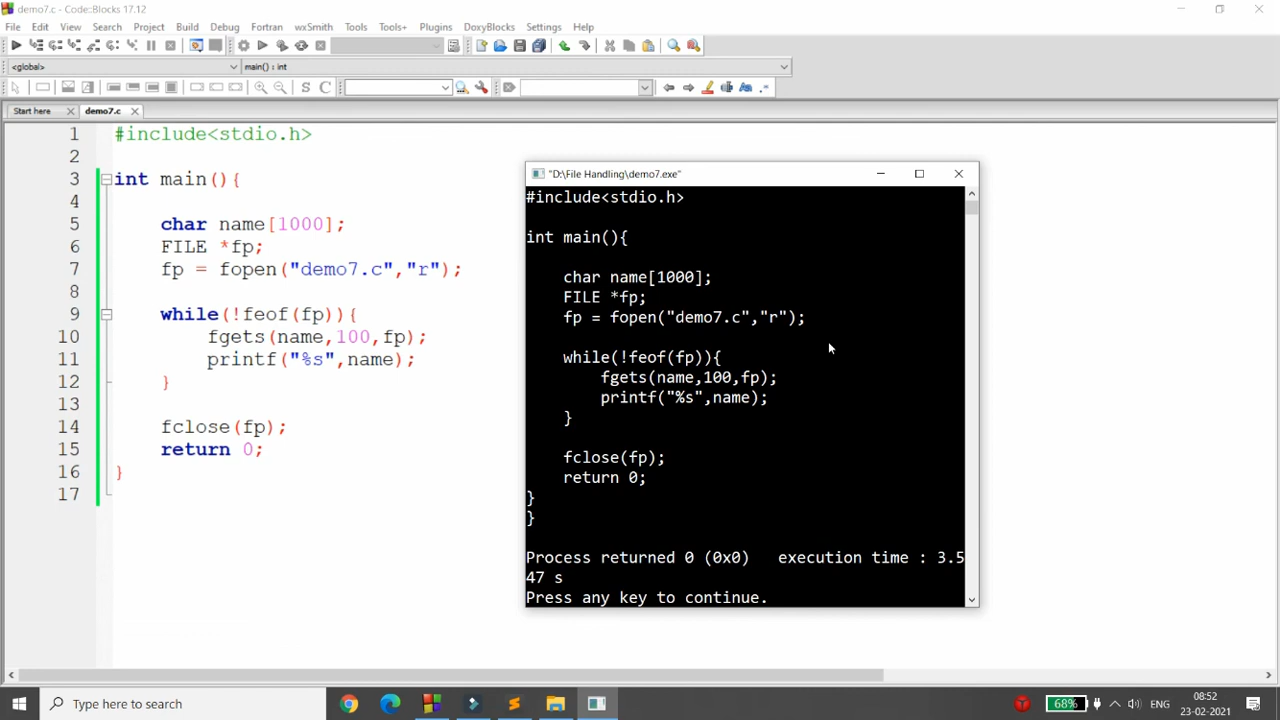 demo7.c - Code::Blocks 17.12
File Edit View Search Project Build Debug Fortran wxSmith Tools Tools+ Plugins DoxyBlocks Settings Help
<global> main() : int
Start here demo7.c
1 #include<stdio.h>
2
3 int main(){
4
5 char name[1000];
6 FILE *fp;
7 fp = fopen("demo7.c","r");
8
9 while(!feof(fp)){
10 fgets(name,100,fp);
11 printf("%s",name);
12 }
13
14 fclose(fp);
15 return 0;
16 }
17
"D:\File Handling\demo7.exe"
#include<stdio.h>
int main(){
char name[1000];
FILE *fp;
fp = fopen("demo7.c","r");
while(!feof(fp)){
fgets(name,100,fp);
printf("%s",name);
}
fclose(fp);
return 0;
}
}
Process returned 0 (0x0) execution time : 3.5
47 s
Press any key to continue.
Type here to search
68%
ENG
08:52
23-02-2021